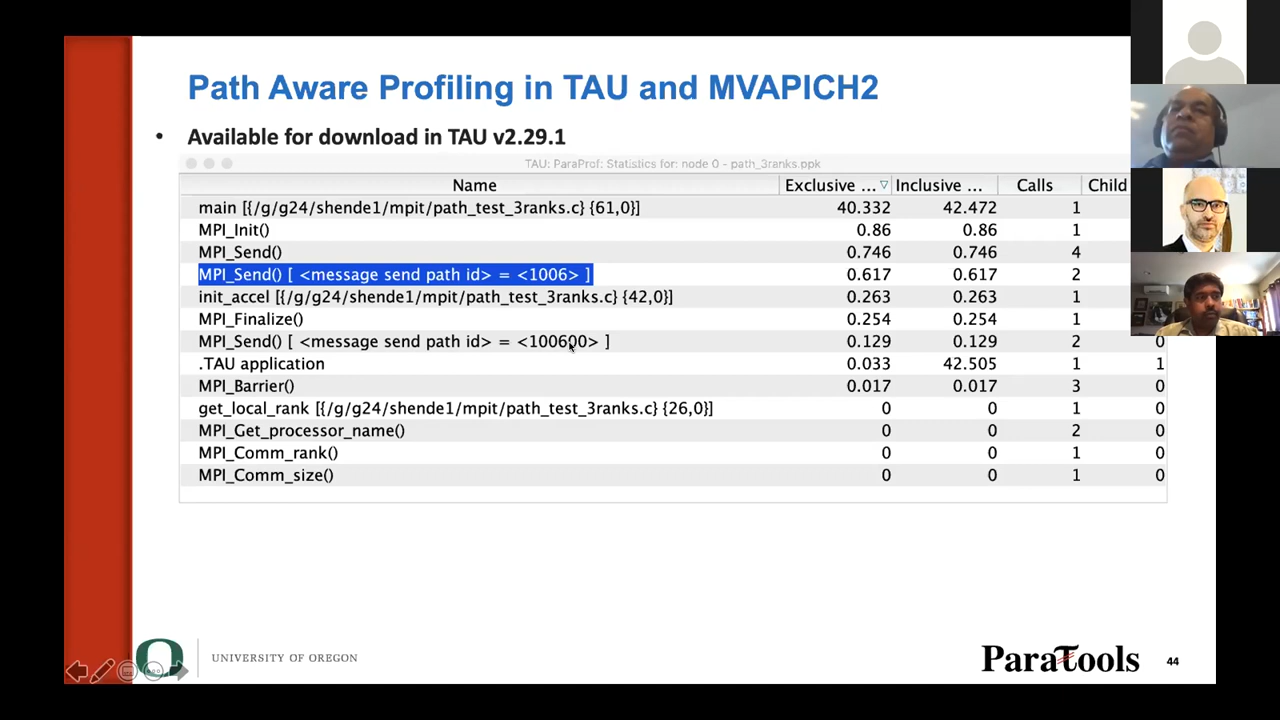 Path Aware Profiling in TAU and MVAPICH2
• Available for download in TAU v2.29.1
TAU: ParaProf: Statistics for: node 0 - path_3ranks.ppk
Name Exclusive ... Inclusive ... Calls Child
main [{/g/g24/shende1/mpit/path_test_3ranks.c} {61,0}] 40.332 42.472 1
MPI_Init() 0.86 0.86 1
MPI_Send() 0.746 0.746 4
MPI_Send() [ <message send path id> = <1006> ] 0.617 0.617 2
init_accel [{/g/g24/shende1/mpit/path_test_3ranks.c} {42,0}] 0.263 0.263 1
MPI_Finalize() 0.254 0.254 1
MPI_Send() [ <message send path id> = <100600> ] 0.129 0.129 2 0
.TAU application 0.033 42.505 1 1
MPI_Barrier() 0.017 0.017 3 0
get_local_rank [{/g/g24/shende1/mpit/path_test_3ranks.c} {26,0}] 0 0 1 0
MPI_Get_processor_name() 0 0 2 0
MPI_Comm_rank() 0 0 1 0
MPI_Comm_size() 0 0 1 0
UNIVERSITY OF OREGON
ParaTools
44